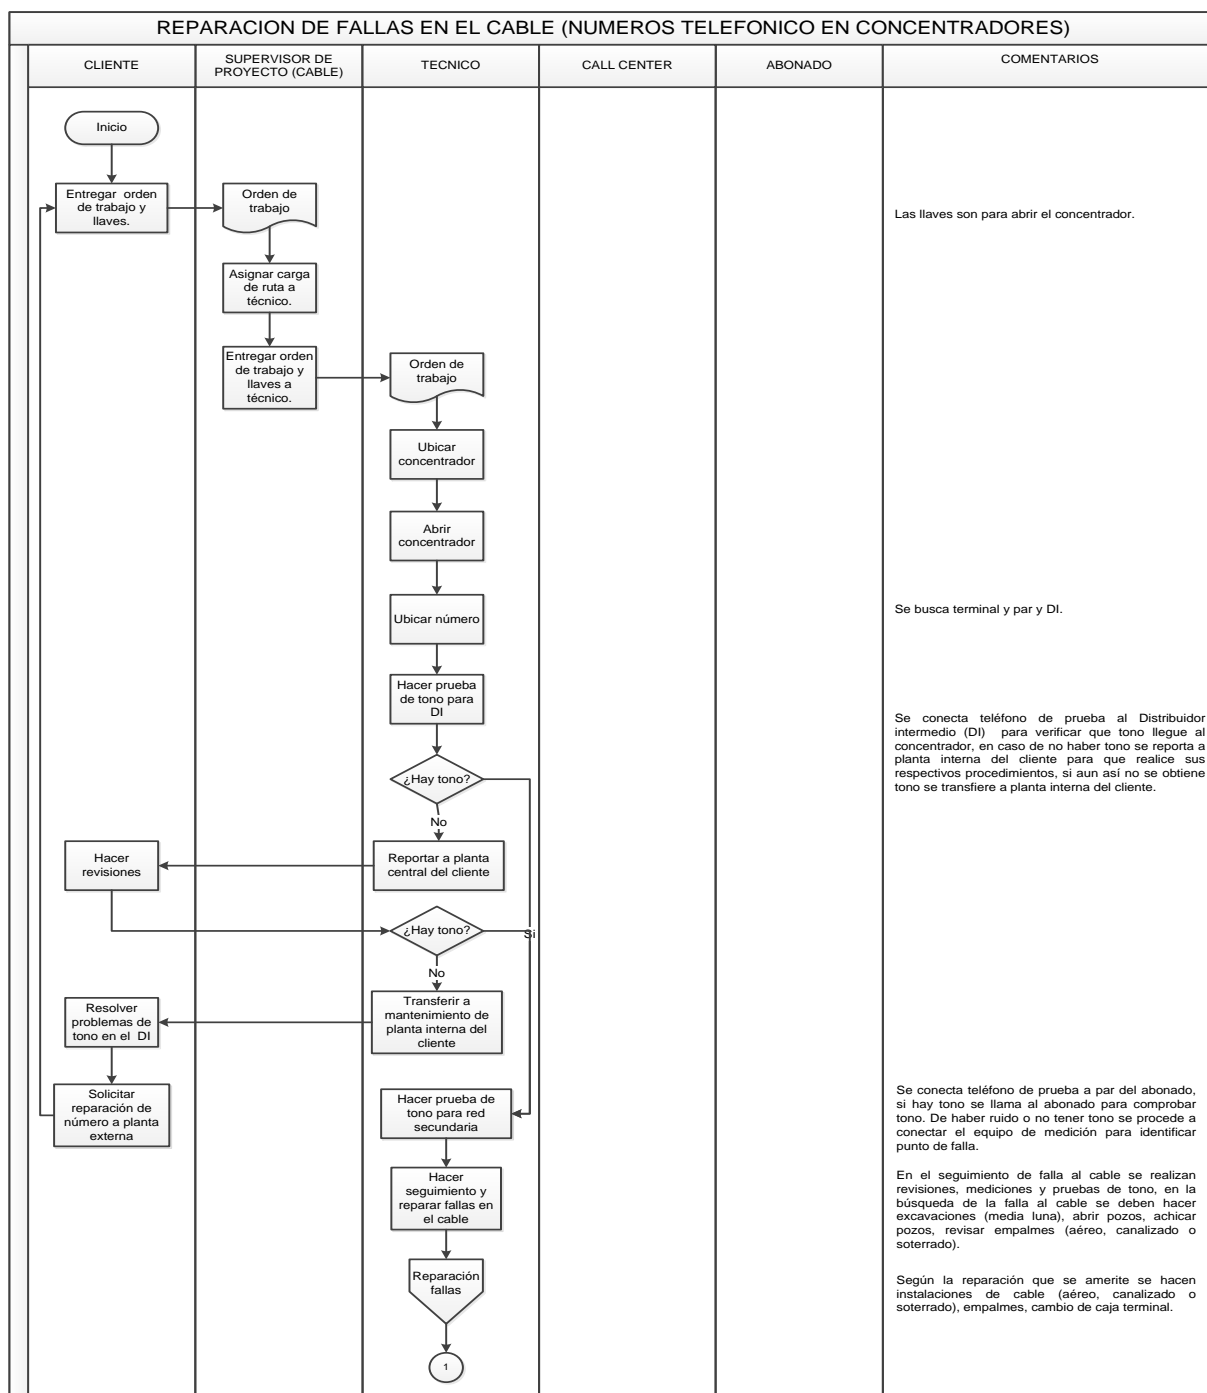 REPARACION DE FALLAS EN EL CABLE (NUMEROS TELEFONICO EN CONCENTRADORES)
CLIENTE
SUPERVISOR DE
PROYECTO (CABLE)
TECNICO
CALL CENTER
ABONADO
COMENTARIOS
Inicio
Entregar orden
de trabajo y
llaves.
Orden de
trabajo
Las llaves son para abrir el concentrador.
Asignar carga
de ruta a
técnico.
Entregar orden
de trabajo y
llaves a
técnico.
Orden de
trabajo
Ubicar
concentrador
Abrir
concentrador
Ubicar número
Se busca terminal y par y DI.
Hacer prueba
de tono para
DI
Se conecta teléfono de prueba al Distribuidor
intermedio (DI) para verificar que tono llegue al
concentrador, en caso de no haber tono se reporta a
planta interna del cliente para que realice sus
respectivos procedimientos, si aun así no se obtiene
tono se transfiere a planta interna del cliente.
¿Hay tono?
No
Hacer
revisiones
Reportar a planta
central del cliente
¿Hay tono?
Si
No
Resolver
problemas de
tono en el DI
Transferir a
mantenimiento de
planta interna del
cliente
Solicitar
reparación de
número a planta
externa
Hacer prueba de
tono para red
secundaria
Se conecta teléfono de prueba a par del abonado,
si hay tono se llama al abonado para comprobar
tono. De haber ruido o no tener tono se procede a
conectar el equipo de medición para identificar
punto de falla.
Hacer
seguimiento y
reparar fallas en
el cable
En el seguimiento de falla al cable se realizan
revisiones, mediciones y pruebas de tono, en la
búsqueda de la falla al cable se deben hacer
excavaciones (media luna), abrir pozos, achicar
pozos, revisar empalmes (aéreo, canalizado o
soterrado).
Reparación
fallas
Según la reparación que se amerite se hacen
instalaciones de cable (aéreo, canalizado o
soterrado), empalmes, cambio de caja terminal.
1